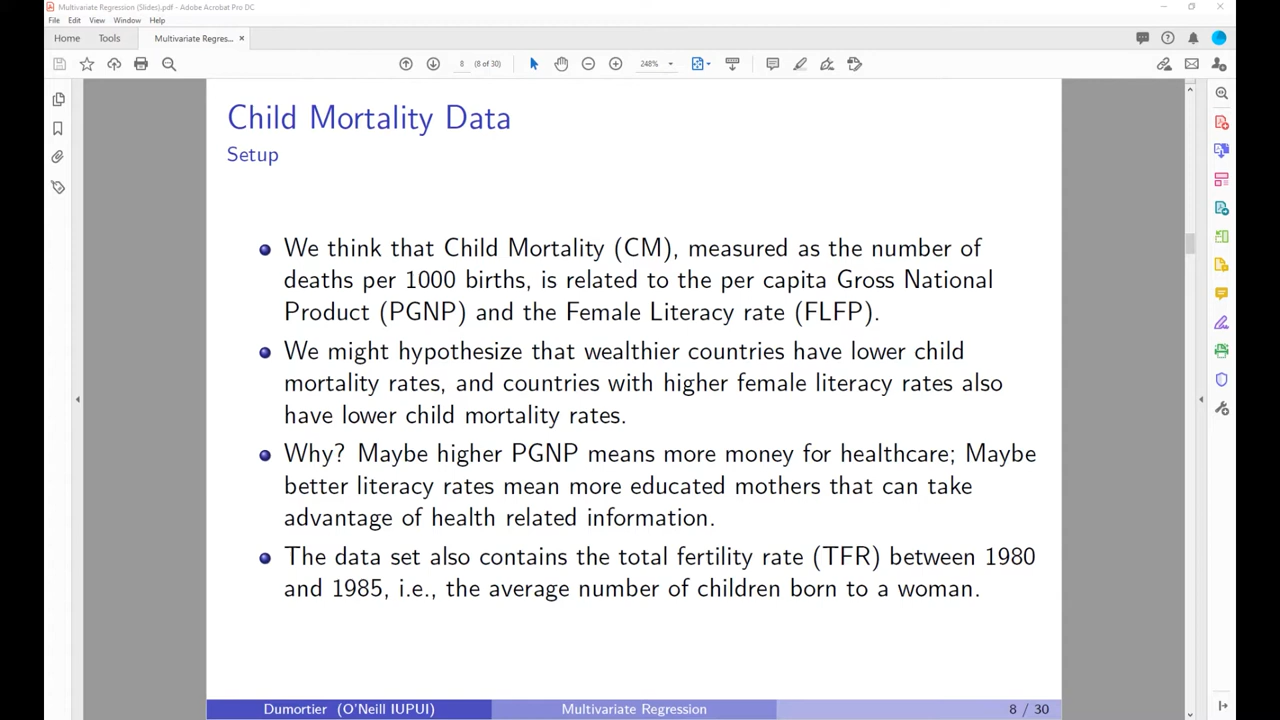 Multivariate Regression (Slides).pdf - Adobe Acrobat Pro DC
File Edit View Window Help
Home Tools Multivariate Regres... ×
8 (8 of 30) 248%
Child Mortality Data
Setup
We think that Child Mortality (CM), measured as the number of
deaths per 1000 births, is related to the per capita Gross National
Product (PGNP) and the Female Literacy rate (FLFP).
We might hypothesize that wealthier countries have lower child
mortality rates, and countries with higher female literacy rates also
have lower child mortality rates.
Why? Maybe higher PGNP means more money for healthcare; Maybe
better literacy rates mean more educated mothers that can take
advantage of health related information.
The data set also contains the total fertility rate (TFR) between 1980
and 1985, i.e., the average number of children born to a woman.
Dumortier (O'Neill IUPUI) Multivariate Regression 8 / 30